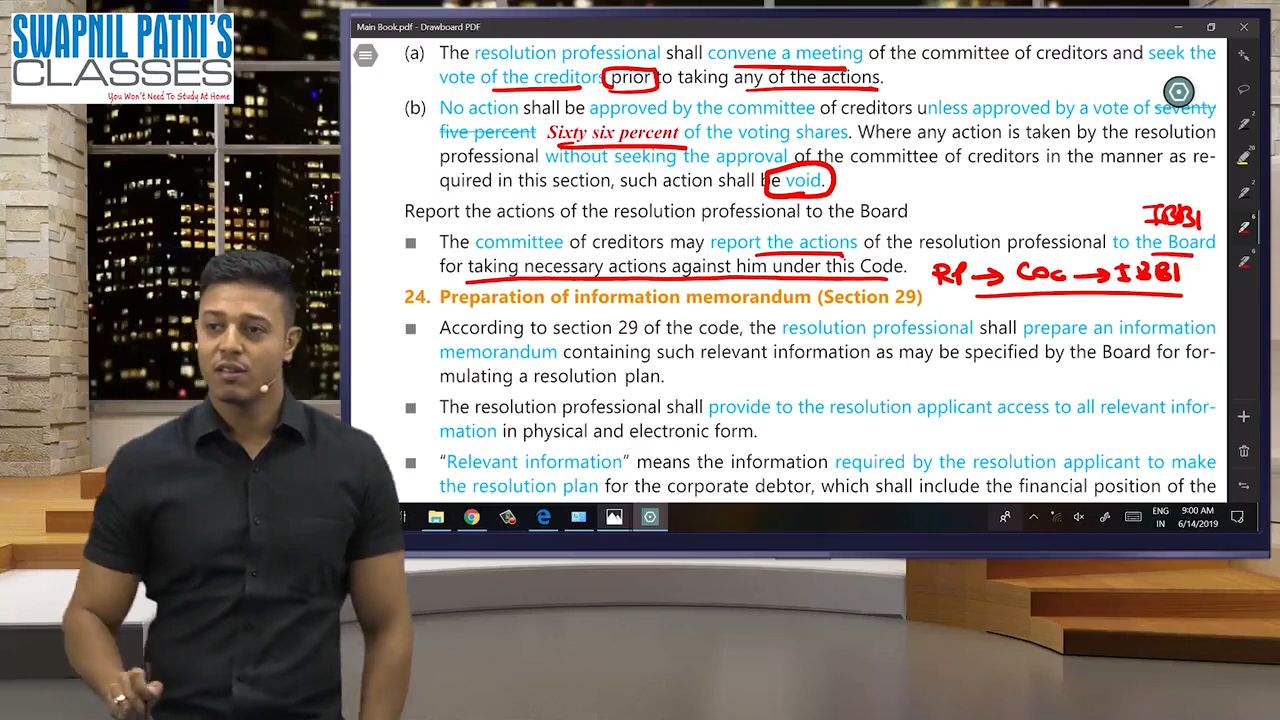 SWAPNIL PATNI'S
CLASSES
You Won't Need To Study At Home
Main Book.pdf - Drawboard PDF
(a) The resolution professional shall convene a meeting of the committee of creditors and seek the
vote of the creditors prior to taking any of the actions.
(b) No action shall be approved by the committee of creditors unless approved by a vote of seventy
five percent Sixty six percent of the voting shares. Where any action is taken by the resolution
professional without seeking the approval of the committee of creditors in the manner as re-
quired in this section, such action shall be void.
Report the actions of the resolution professional to the Board
IBBI
■ The committee of creditors may report the actions of the resolution professional to the Board
for taking necessary actions against him under this Code.
RP → COC → IBBI
24. Preparation of information memorandum (Section 29)
■ According to section 29 of the code, the resolution professional shall prepare an information
memorandum containing such relevant information as may be specified by the Board for for-
mulating a resolution plan.
■ The resolution professional shall provide to the resolution applicant access to all relevant infor-
mation in physical and electronic form.
■ "Relevant information" means the information required by the resolution applicant to make
the resolution plan for the corporate debtor, which shall include the financial position of the
ENG
IN
9:00 AM
6/14/2019